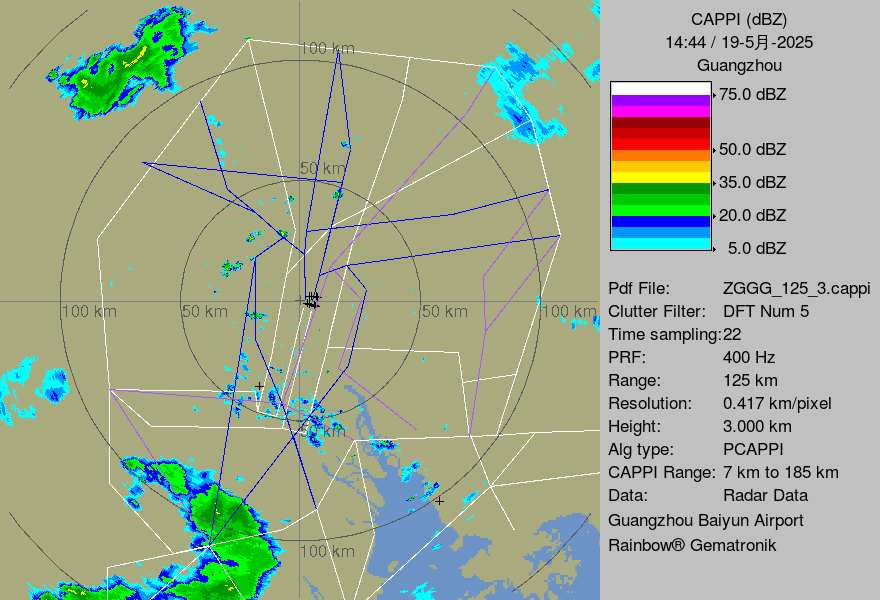 CAPPI (dBZ)
14:44 / 19-5月-2025
Guangzhou
75.0 dBZ
50.0 dBZ
35.0 dBZ
20.0 dBZ
5.0 dBZ
Pdf File: ZGGG_125_3.cappi
Clutter Filter: DFT Num 5
Time sampling:22
PRF: 400 Hz
Range: 125 km
Resolution: 0.417 km/pixel
Height: 3.000 km
Alg type: PCAPPI
CAPPI Range: 7 km to 185 km
Data: Radar Data
Guangzhou Baiyun Airport
Rainbow® Gematronik
100 km
50 km
100 km
50 km
50 km
100 km
50 km
100 km